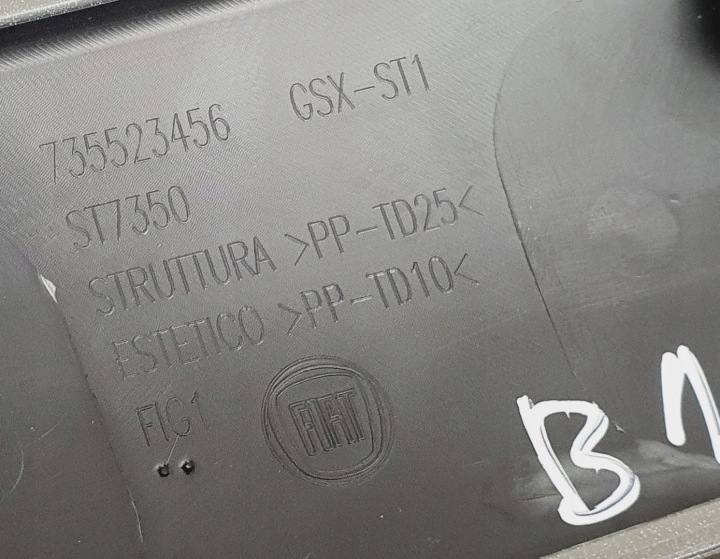 735523456 GSX-ST1
ST7350
STRUTTURA >PP-TD25<
ESTETICO >PP-TD10<
FIG1
FIAT
B1